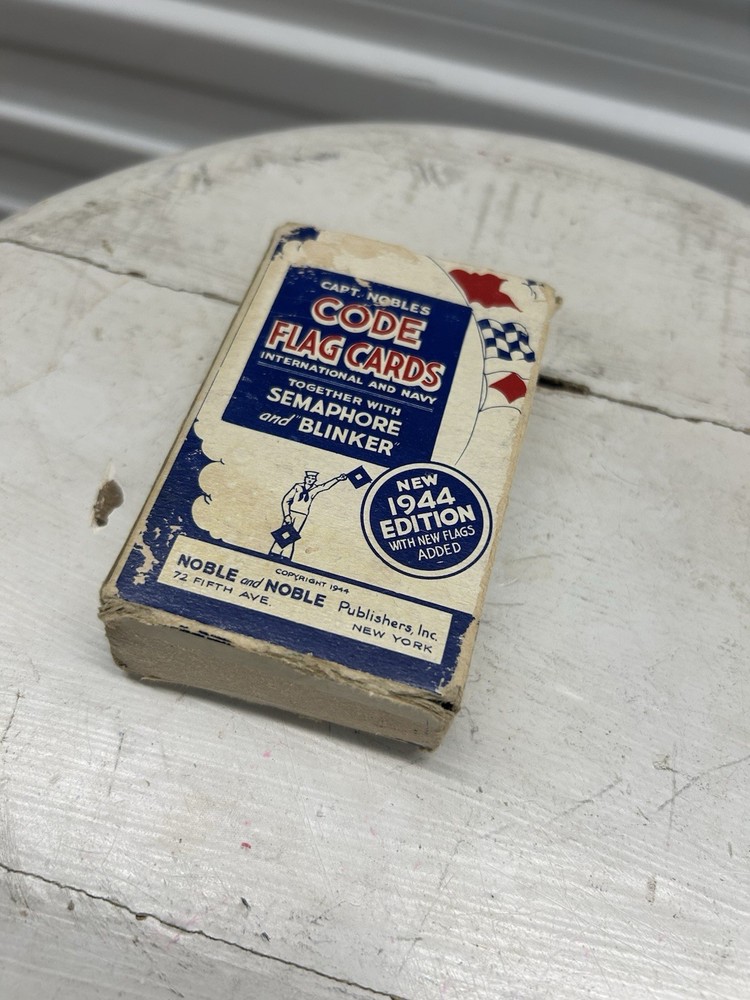 CAPT. NOBLE'S
CODE
FLAG CARDS
INTERNATIONAL AND NAVY
TOGETHER WITH
SEMAPHORE
and "BLINKER"
NEW
1944
EDITION
WITH NEW FLAGS
ADDED
COPYRIGHT 1944
NOBLE and NOBLE Publishers, Inc.
72 FIFTH AVE. NEW YORK